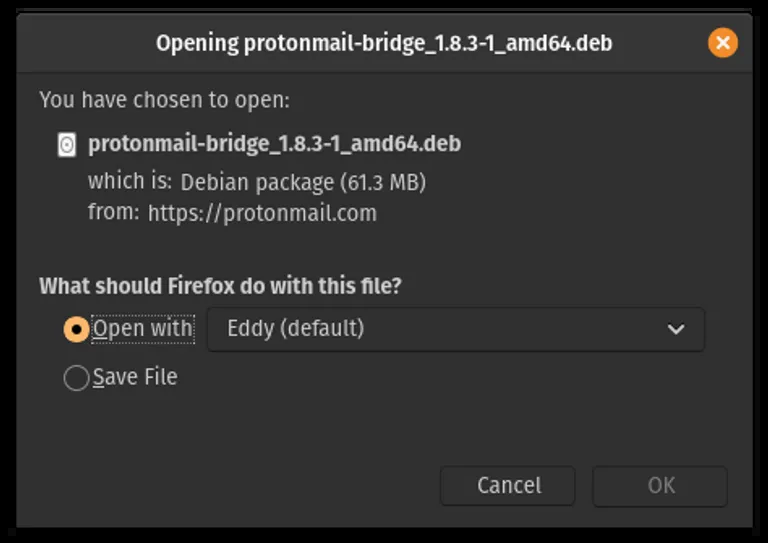 Opening protonmail-bridge_1.8.3-1_amd64.deb
You have chosen to open:
protonmail-bridge_1.8.3-1_amd64.deb
which is: Debian package (61.3 MB)
from: https://protonmail.com
What should Firefox do with this file?
Open with Eddy (default)
Save File
Cancel OK